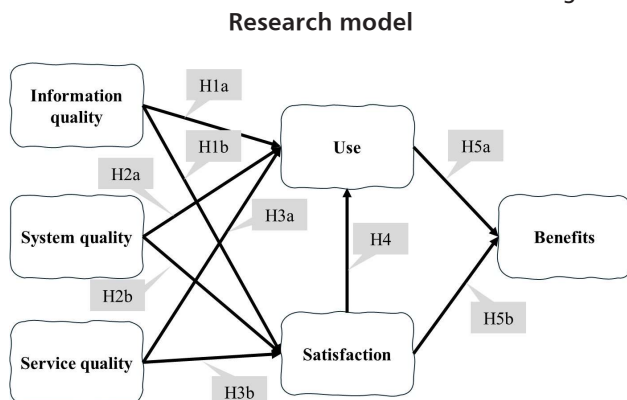 Research model
Information
quality
H1a
H1b
Use
H2a
H5a
H3a
System quality
H4
Benefits
H2b
H5b
Satisfaction
Service quality
H3b